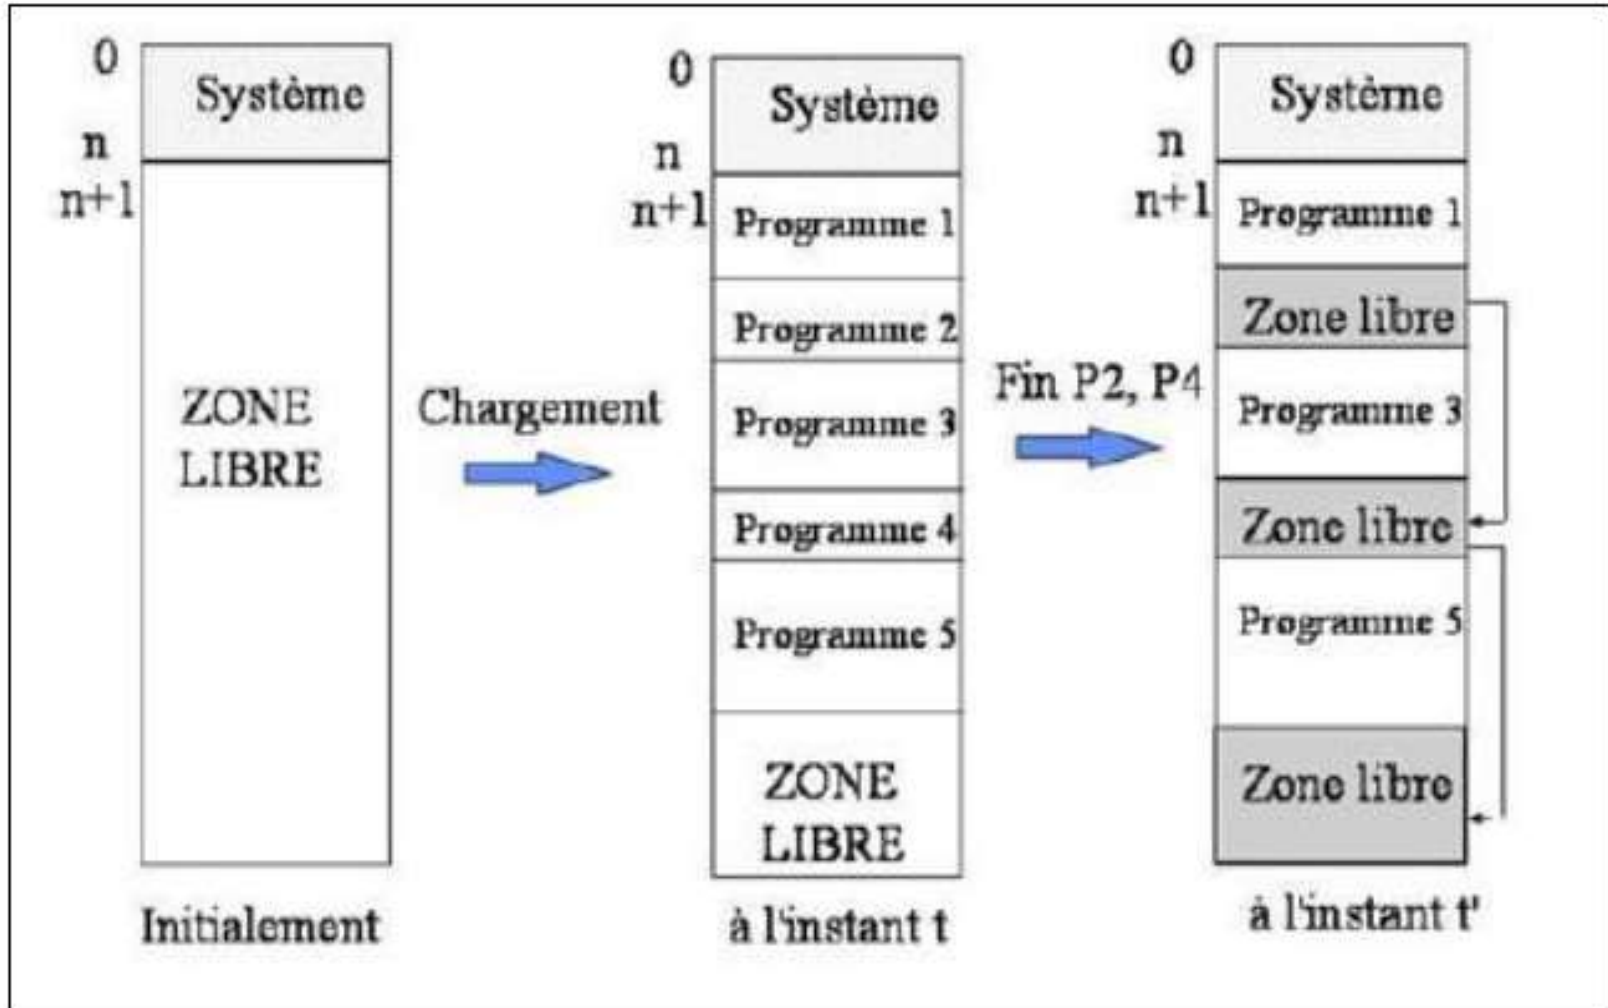 0
Système
n
n+1
ZONE
LIBRE
Initialement
Chargement
0
Système
n
n+1
Programme 1
Programme 2
Programme 3
Programme 4
Programme 5
ZONE
LIBRE
à l'instant t
Fin P2, P4
0
Système
n
n+1
Programme 1
Zone libre
Programme 3
Zone libre
Programme 5
Zone libre
à l'instant t'